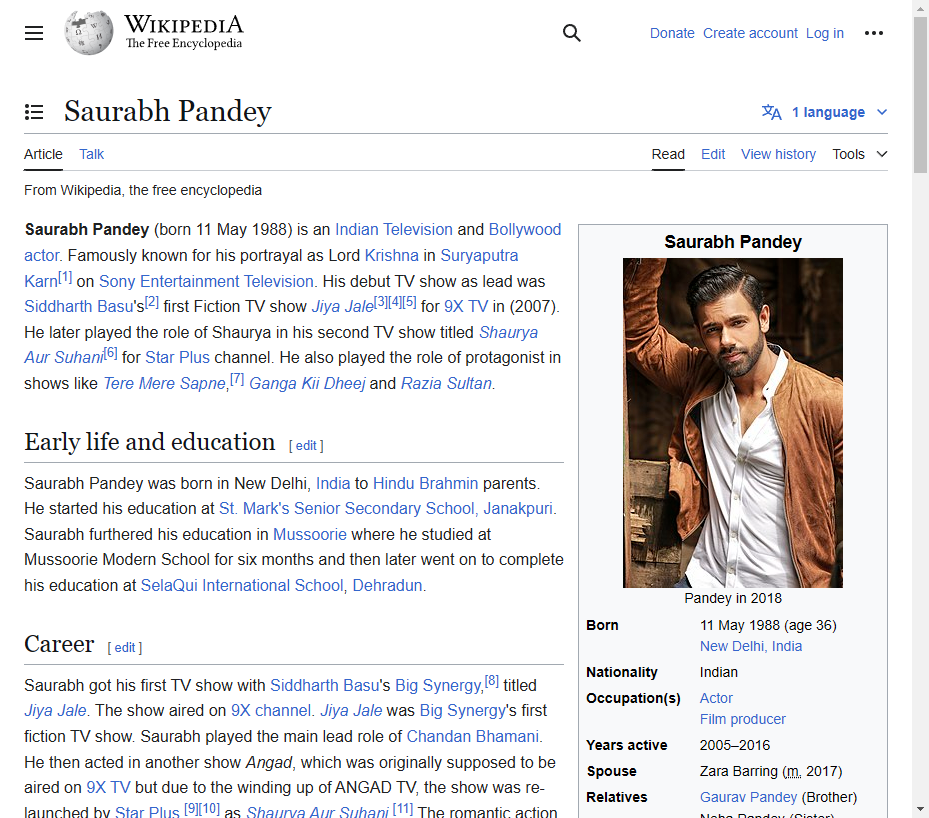 WIKIPEDIA
The Free Encyclopedia
Donate Create account Log in
Saurabh Pandey
1 language
Article Talk
Read Edit View history Tools
From Wikipedia, the free encyclopedia
Saurabh Pandey (born 11 May 1988) is an Indian Television and Bollywood
actor. Famously known for his portrayal as Lord Krishna in Suryaputra
Karn[1] on Sony Entertainment Television. His debut TV show as lead was
Siddharth Basu's[2] first Fiction TV show Jiya Jale[3][4][5] for 9X TV in (2007).
He later played the role of Shaurya in his second TV show titled Shaurya
Aur Suhani[6] for Star Plus channel. He also played the role of protagonist in
shows like Tere Mere Sapne,[7] Ganga Kii Dheej and Razia Sultan.
Early life and education [ edit ]
Saurabh Pandey was born in New Delhi, India to Hindu Brahmin parents.
He started his education at St. Mark's Senior Secondary School, Janakpuri.
Saurabh furthered his education in Mussoorie where he studied at
Mussoorie Modern School for six months and then later went on to complete
his education at SelaQui International School, Dehradun.
Career [ edit ]
Saurabh got his first TV show with Siddharth Basu's Big Synergy,[8] titled
Jiya Jale. The show aired on 9X channel. Jiya Jale was Big Synergy's first
fiction TV show. Saurabh played the main lead role of Chandan Bhamani.
He then acted in another show Angad, which was originally supposed to be
aired on 9X TV but due to the winding up of ANGAD TV, the show was re-
launched by Star Plus [9][10] as Shaurya Aur Suhani.[11] The romantic action
Saurabh Pandey
Pandey in 2018
Born 11 May 1988 (age 36)
New Delhi, India
Nationality Indian
Occupation(s) Actor
Film producer
Years active 2005–2016
Spouse Zara Barring (m. 2017)
Relatives Gaurav Pandey (Brother)
Neha Pandey (Sister)